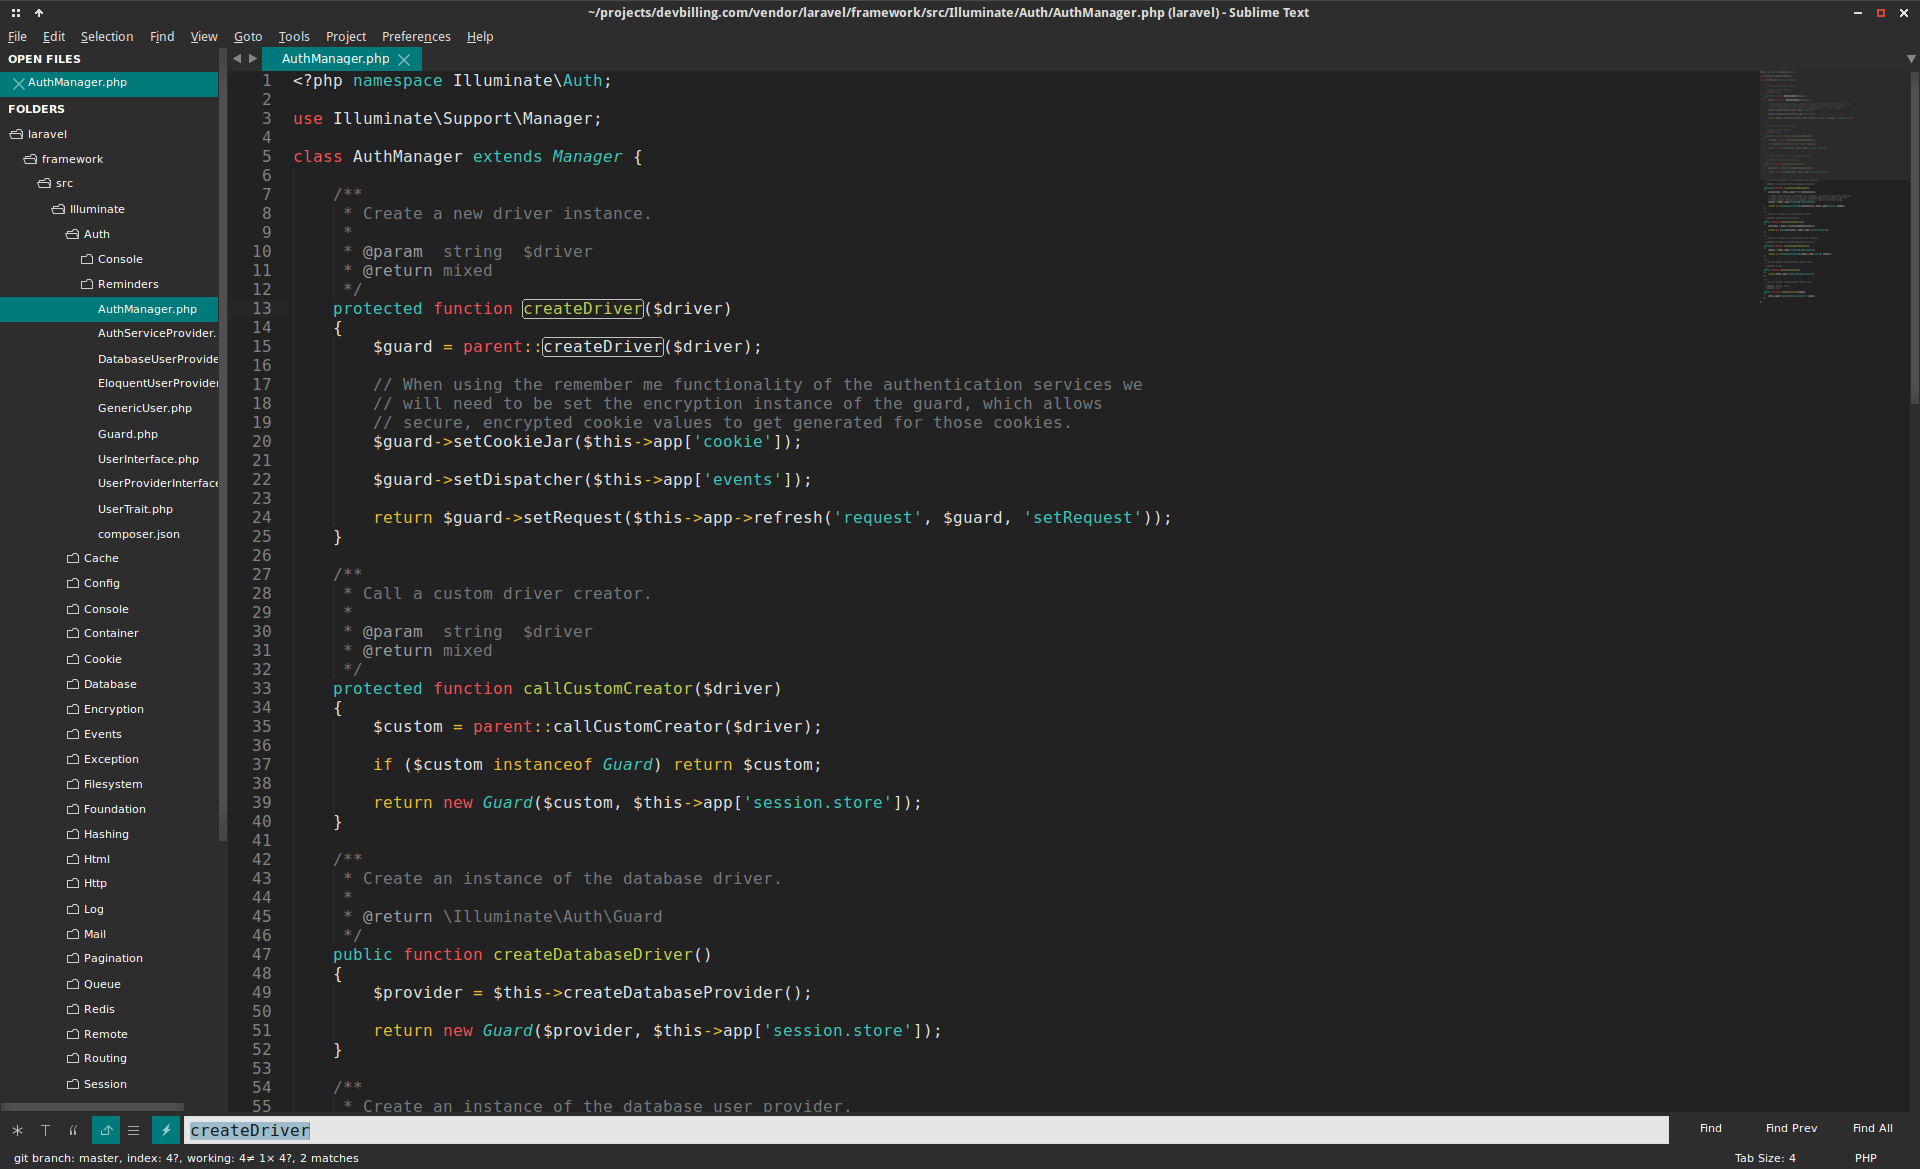 ~/projects/devbilling.com/vendor/laravel/framework/src/Illuminate/Auth/AuthManager.php (laravel) - Sublime Text
File Edit Selection Find View Goto Tools Project Preferences Help
OPEN FILES
AuthManager.php
FOLDERS
laravel
framework
src
Illuminate
Auth
Console
Reminders
AuthManager.php
AuthServiceProvider.
DatabaseUserProvide
EloquentUserProvider
GenericUser.php
Guard.php
UserInterface.php
UserProviderInterface
UserTrait.php
composer.json
Cache
Config
Console
Container
Cookie
Database
Encryption
Events
Exception
Filesystem
Foundation
Hashing
Html
Http
Log
Mail
Pagination
Queue
Redis
Remote
Routing
Session
AuthManager.php
1 <?php namespace Illuminate\Auth;
2
3 use Illuminate\Support\Manager;
4
5 class AuthManager extends Manager {
6
7     /**
8      * Create a new driver instance.
9      *
10      * @param  string  $driver
11      * @return mixed
12      */
13     protected function createDriver($driver)
14     {
15         $guard = parent::createDriver($driver);
16
17         // When using the remember me functionality of the authentication services we
18         // will need to be set the encryption instance of the guard, which allows
19         // secure, encrypted cookie values to get generated for those cookies.
20         $guard->setCookieJar($this->app['cookie']);
21
22         $guard->setDispatcher($this->app['events']);
23
24         return $guard->setRequest($this->app->refresh('request', $guard, 'setRequest'));
25     }
26
27     /**
28      * Call a custom driver creator.
29      *
30      * @param  string  $driver
31      * @return mixed
32      */
33     protected function callCustomCreator($driver)
34     {
35         $custom = parent::callCustomCreator($driver);
36
37         if ($custom instanceof Guard) return $custom;
38
39         return new Guard($custom, $this->app['session.store']);
40     }
41
42     /**
43      * Create an instance of the database driver.
44      *
45      * @return \Illuminate\Auth\Guard
46      */
47     public function createDatabaseDriver()
48     {
49         $provider = $this->createDatabaseProvider();
50
51         return new Guard($provider, $this->app['session.store']);
52     }
53
54     /**
55      * Create an instance of the database user provider.
createDriver
Find Find Prev Find All
git branch: master, index: 4?, working: 4≠ 1× 4?, 2 matches
Tab Size: 4 PHP